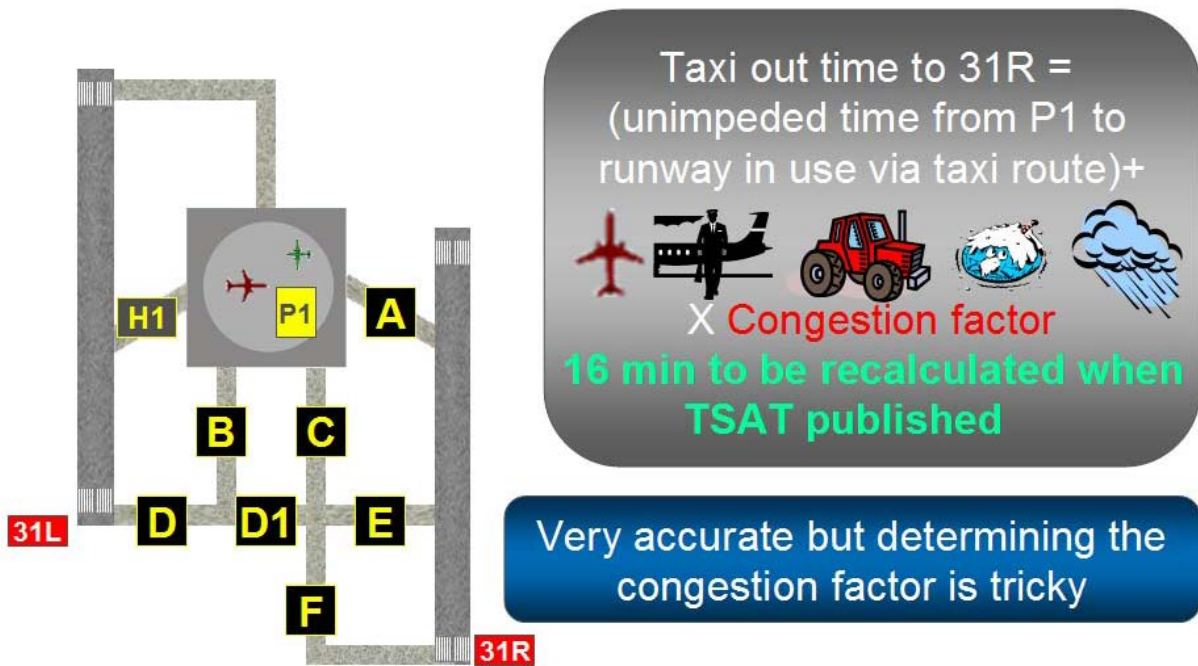 Taxi out time to 31R =
(unimpeded time from P1 to
runway in use via taxi route)+
X Congestion factor
16 min to be recalculated when
TSAT published
Very accurate but determining the
congestion factor is tricky
H1
P1
A
B
C
D
D1
E
31L
F
31R